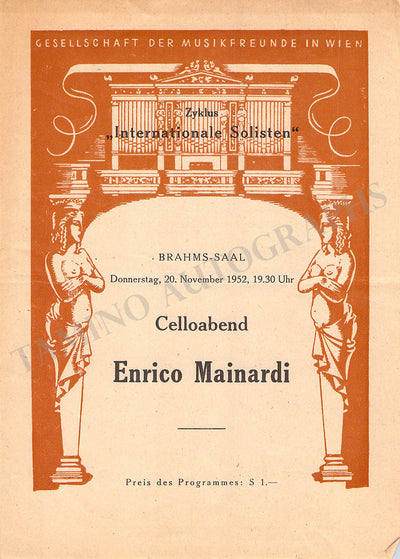 GESELLSCHAFT DER MUSIKFREUNDE IN WIEN
Zyklus
„Internationale Solisten“
BRAHMS-SAAL
Donnerstag, 20. November 1952, 19.30 Uhr
Celloabend
Enrico Mainardi
Preis des Programmes: S 1.—
TAMINO AUTOGRAPHS